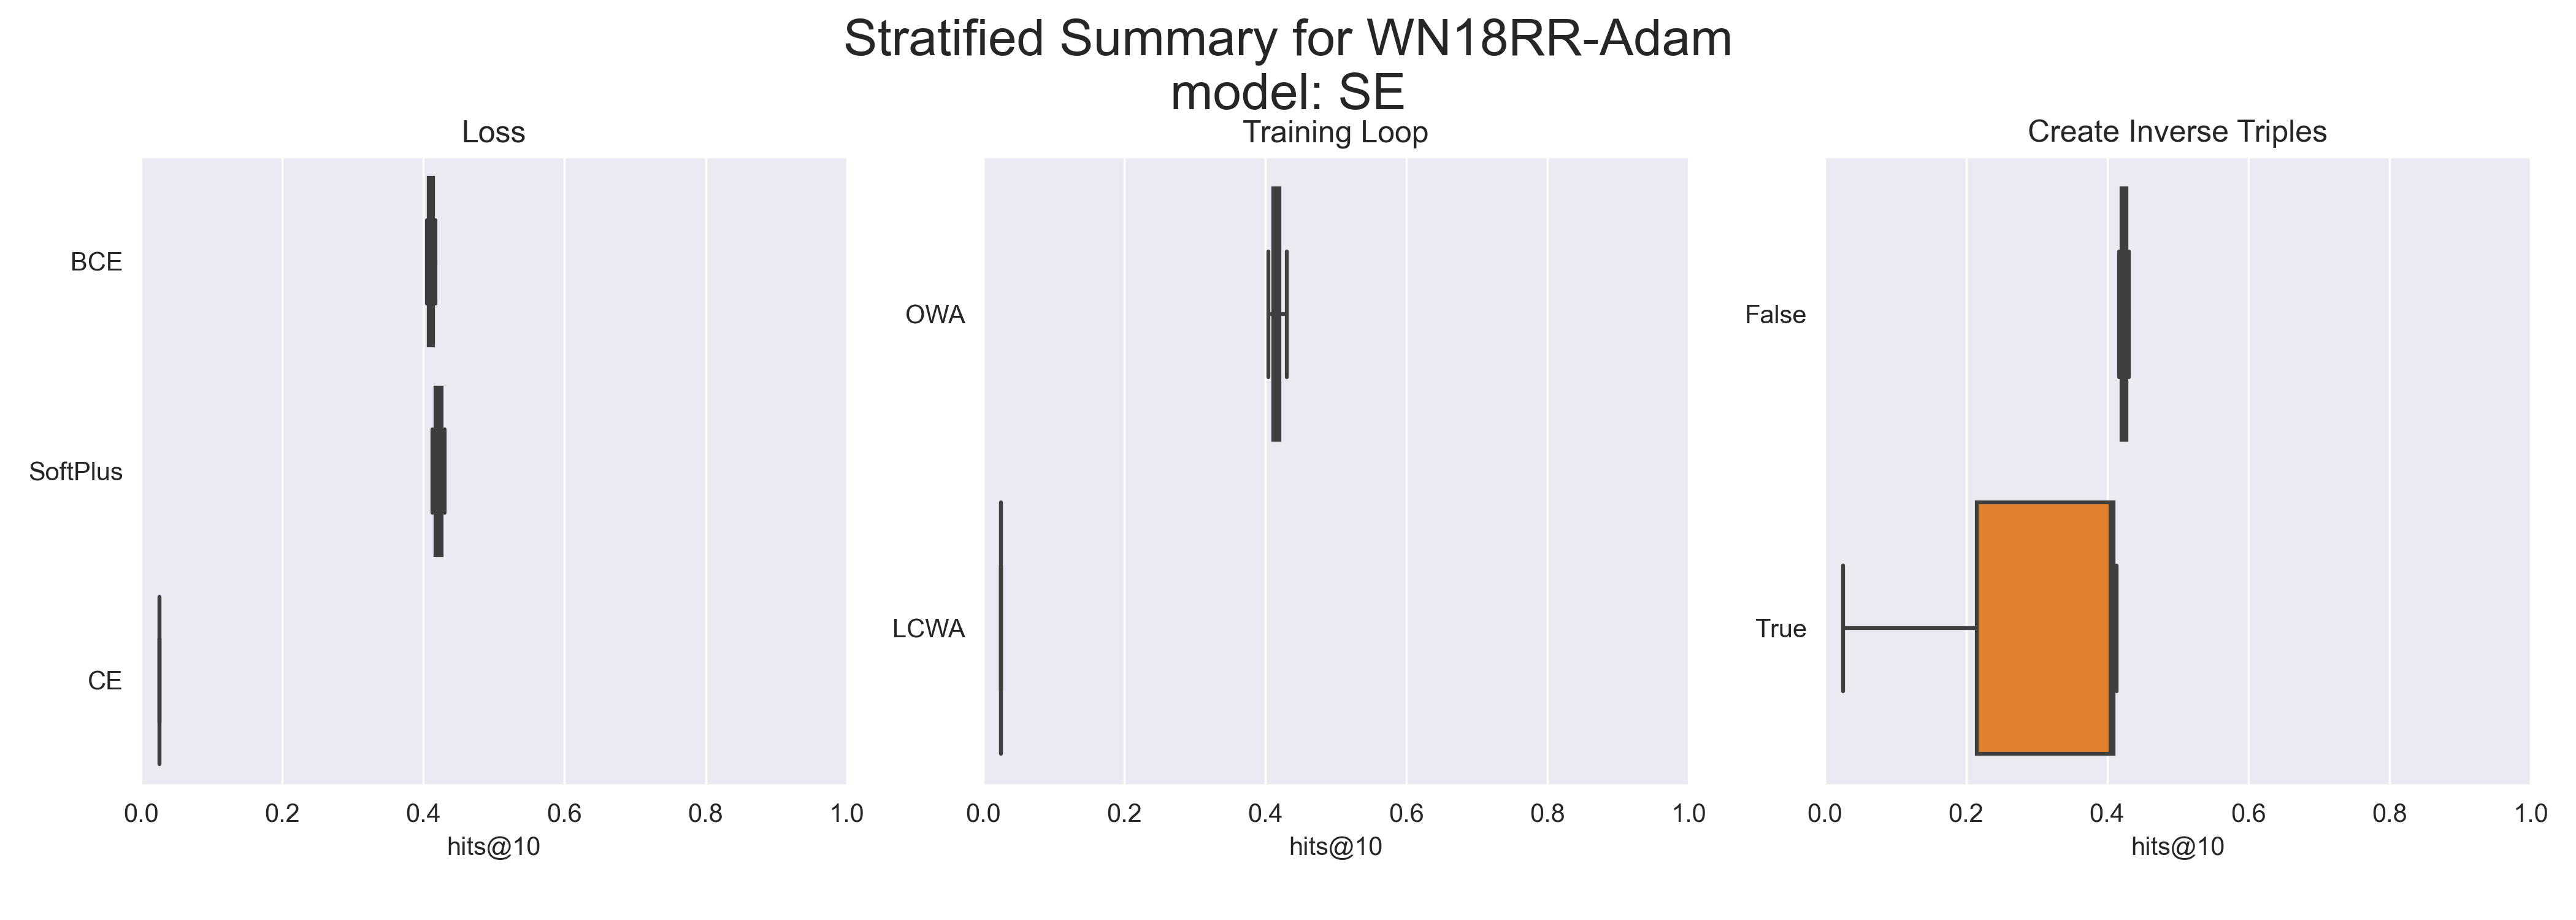 Stratified Summary for WN18RR-Adam
model: SE
Loss
BCE
SoftPlus
CE
0.0 0.2 0.4 0.6 0.8 1.0
hits@10
Training Loop
OWA
LCWA
0.0 0.2 0.4 0.6 0.8 1.0
hits@10
Create Inverse Triples
False
True
0.0 0.2 0.4 0.6 0.8 1.0
hits@10